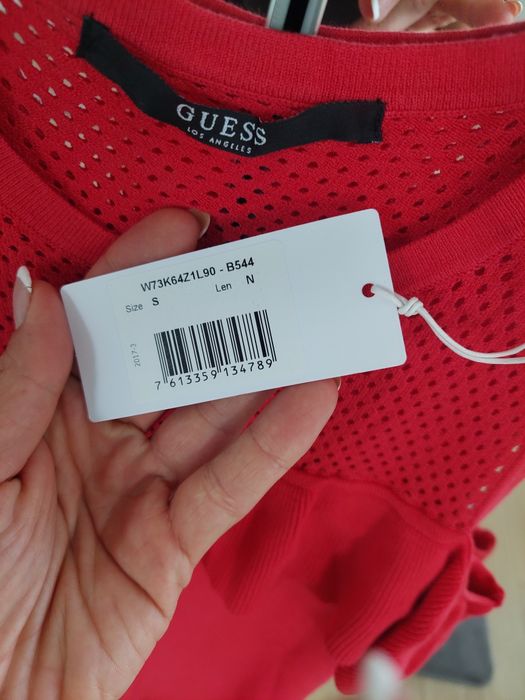 GUESS
LOS ANGELES
W73K64Z1L90 - B544
Size S Len N
2017-3
7 613359 134789